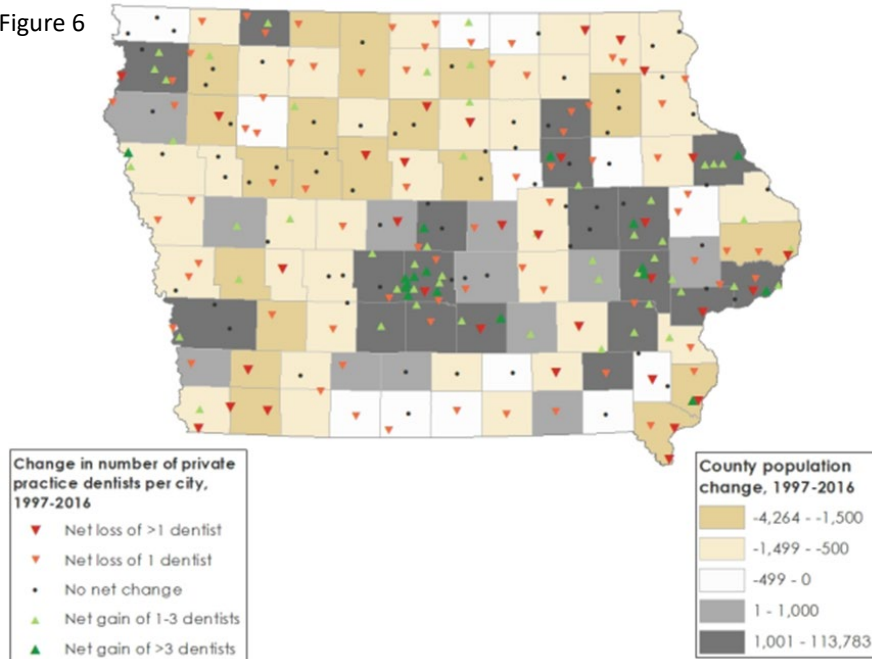 Figure 6
Change in number of private
practice dentists per city,
1997-2016
Net loss of >1 dentist
Net loss of 1 dentist
No net change
Net gain of 1-3 dentists
Net gain of >3 dentists
County population
change, 1997-2016
-4,264 - -1,500
-1,499 - -500
-499 - 0
1 - 1,000
1,001 - 113,783